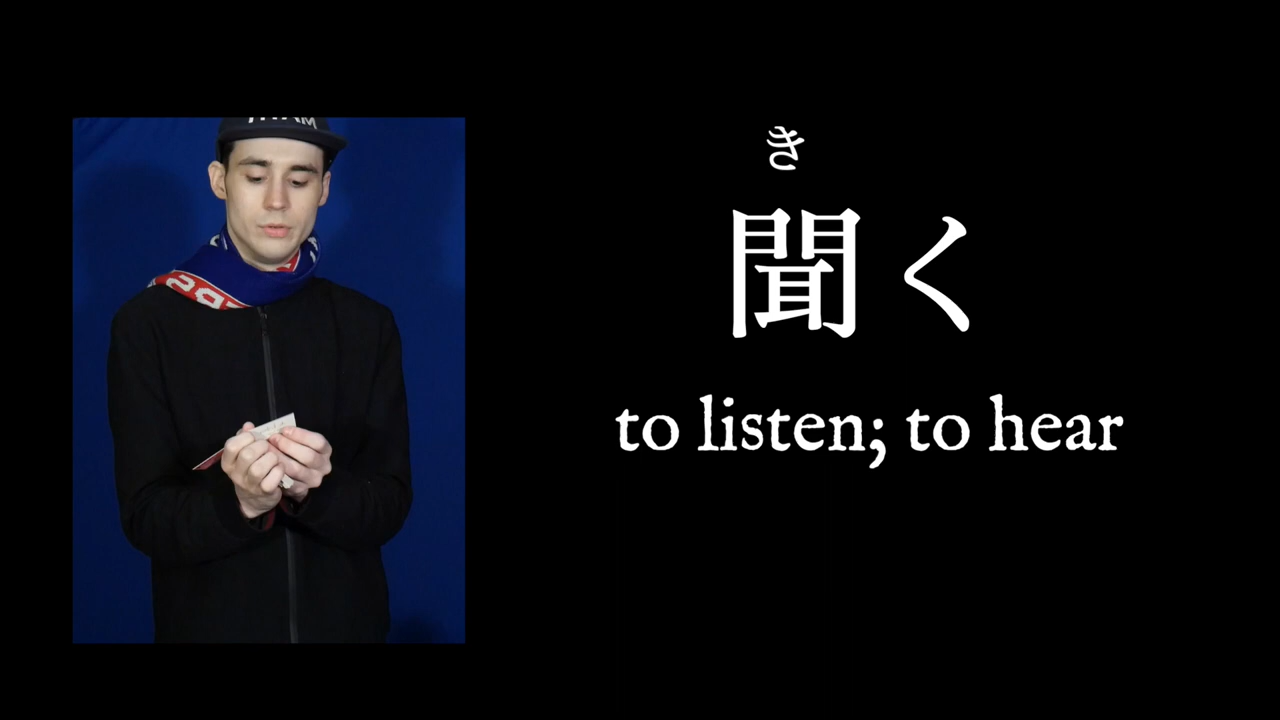 き
聞く
to listen; to hear